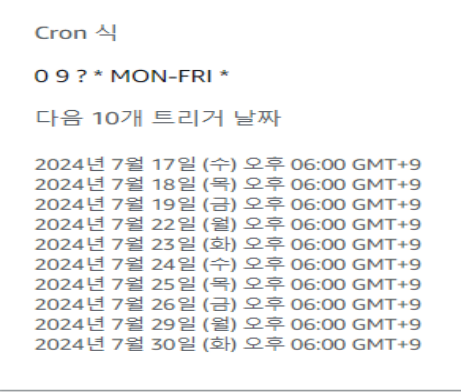 Cron 식
0 9 ? * MON-FRI *
다음 10개 트리거 날짜
2024년 7월 17일 (수) 오후 06:00 GMT+9
2024년 7월 18일 (목) 오후 06:00 GMT+9
2024년 7월 19일 (금) 오후 06:00 GMT+9
2024년 7월 22일 (월) 오후 06:00 GMT+9
2024년 7월 23일 (화) 오후 06:00 GMT+9
2024년 7월 24일 (수) 오후 06:00 GMT+9
2024년 7월 25일 (목) 오후 06:00 GMT+9
2024년 7월 26일 (금) 오후 06:00 GMT+9
2024년 7월 29일 (월) 오후 06:00 GMT+9
2024년 7월 30일 (화) 오후 06:00 GMT+9